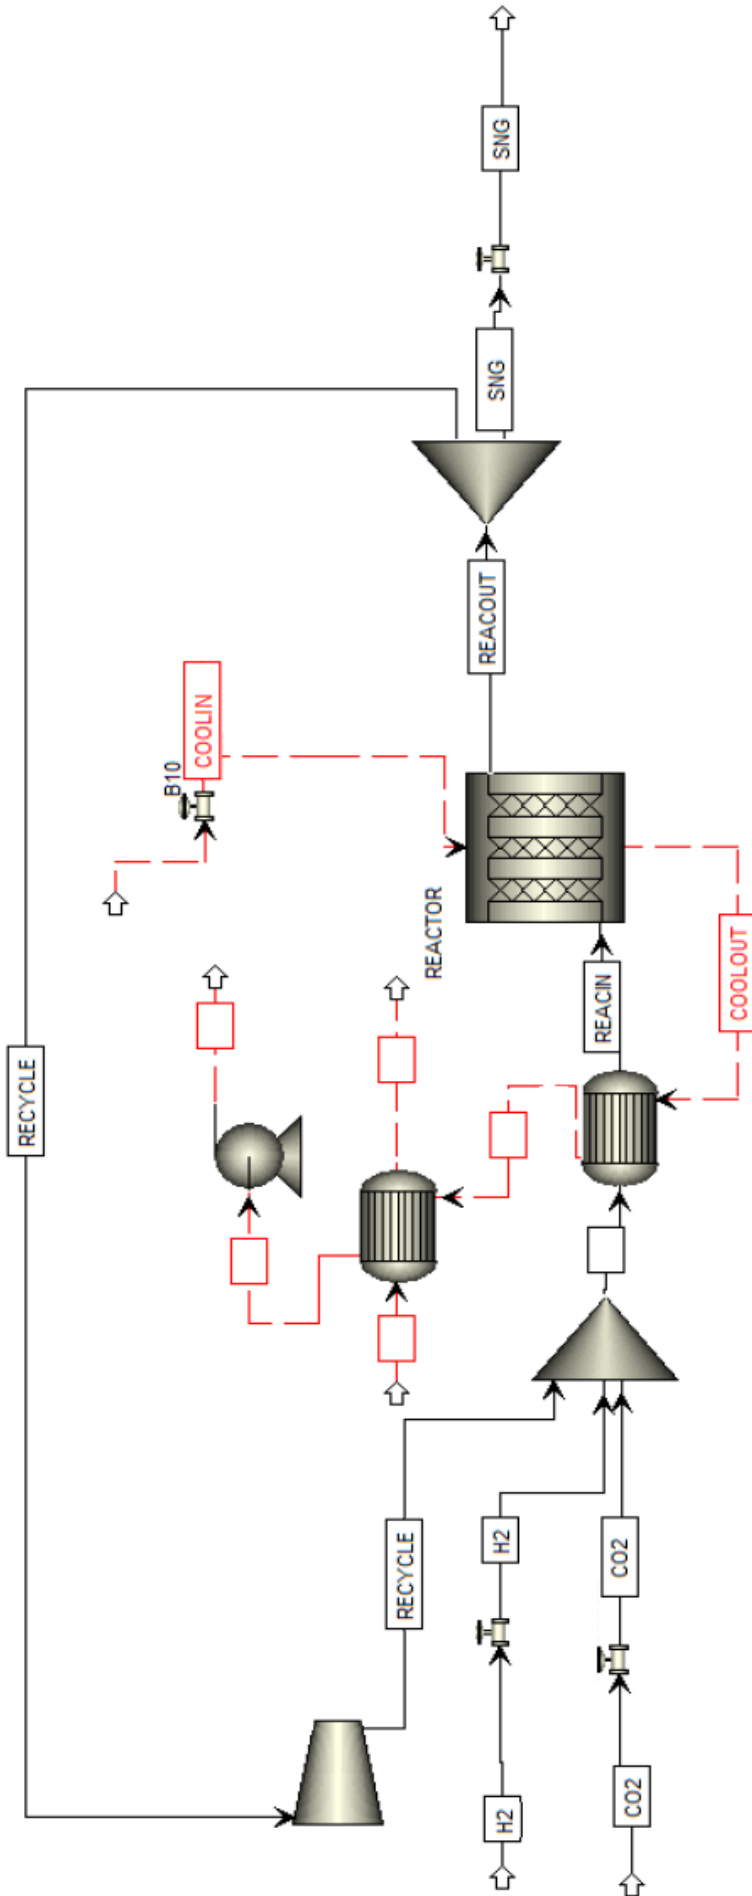 RECYCLE
RECYCLE
H2
H2
CO2
CO2
REACIN
REACTOR
B10
COOLIN
COOLOUT
REACOUT
SNG
SNG